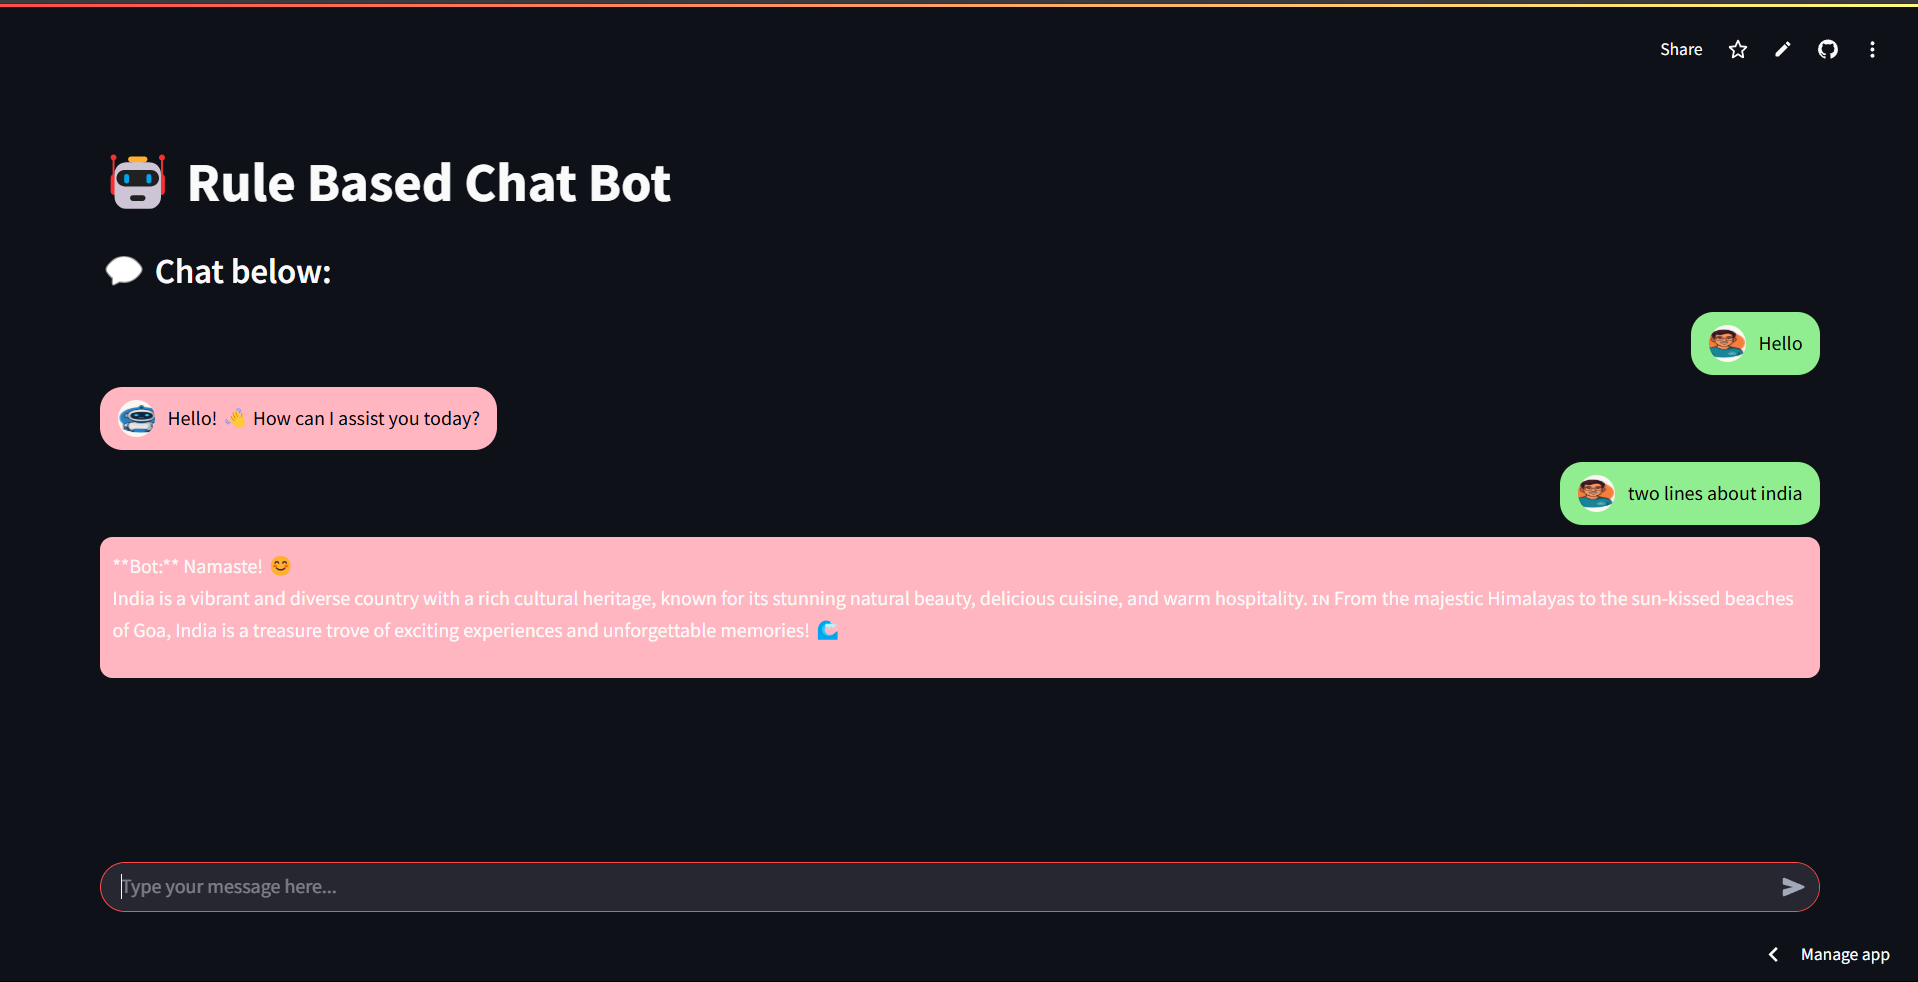 Share
🤖 Rule Based Chat Bot
💬 Chat below:
Hello
Hello! 👋 How can I assist you today?
two lines about india
**Bot:** Namaste! 😊
India is a vibrant and diverse country with a rich cultural heritage, known for its stunning natural beauty, delicious cuisine, and warm hospitality. 🇮🇳 From the majestic Himalayas to the sun-kissed beaches
of Goa, India is a treasure trove of exciting experiences and unforgettable memories! 🌊
Type your message here...
Manage app